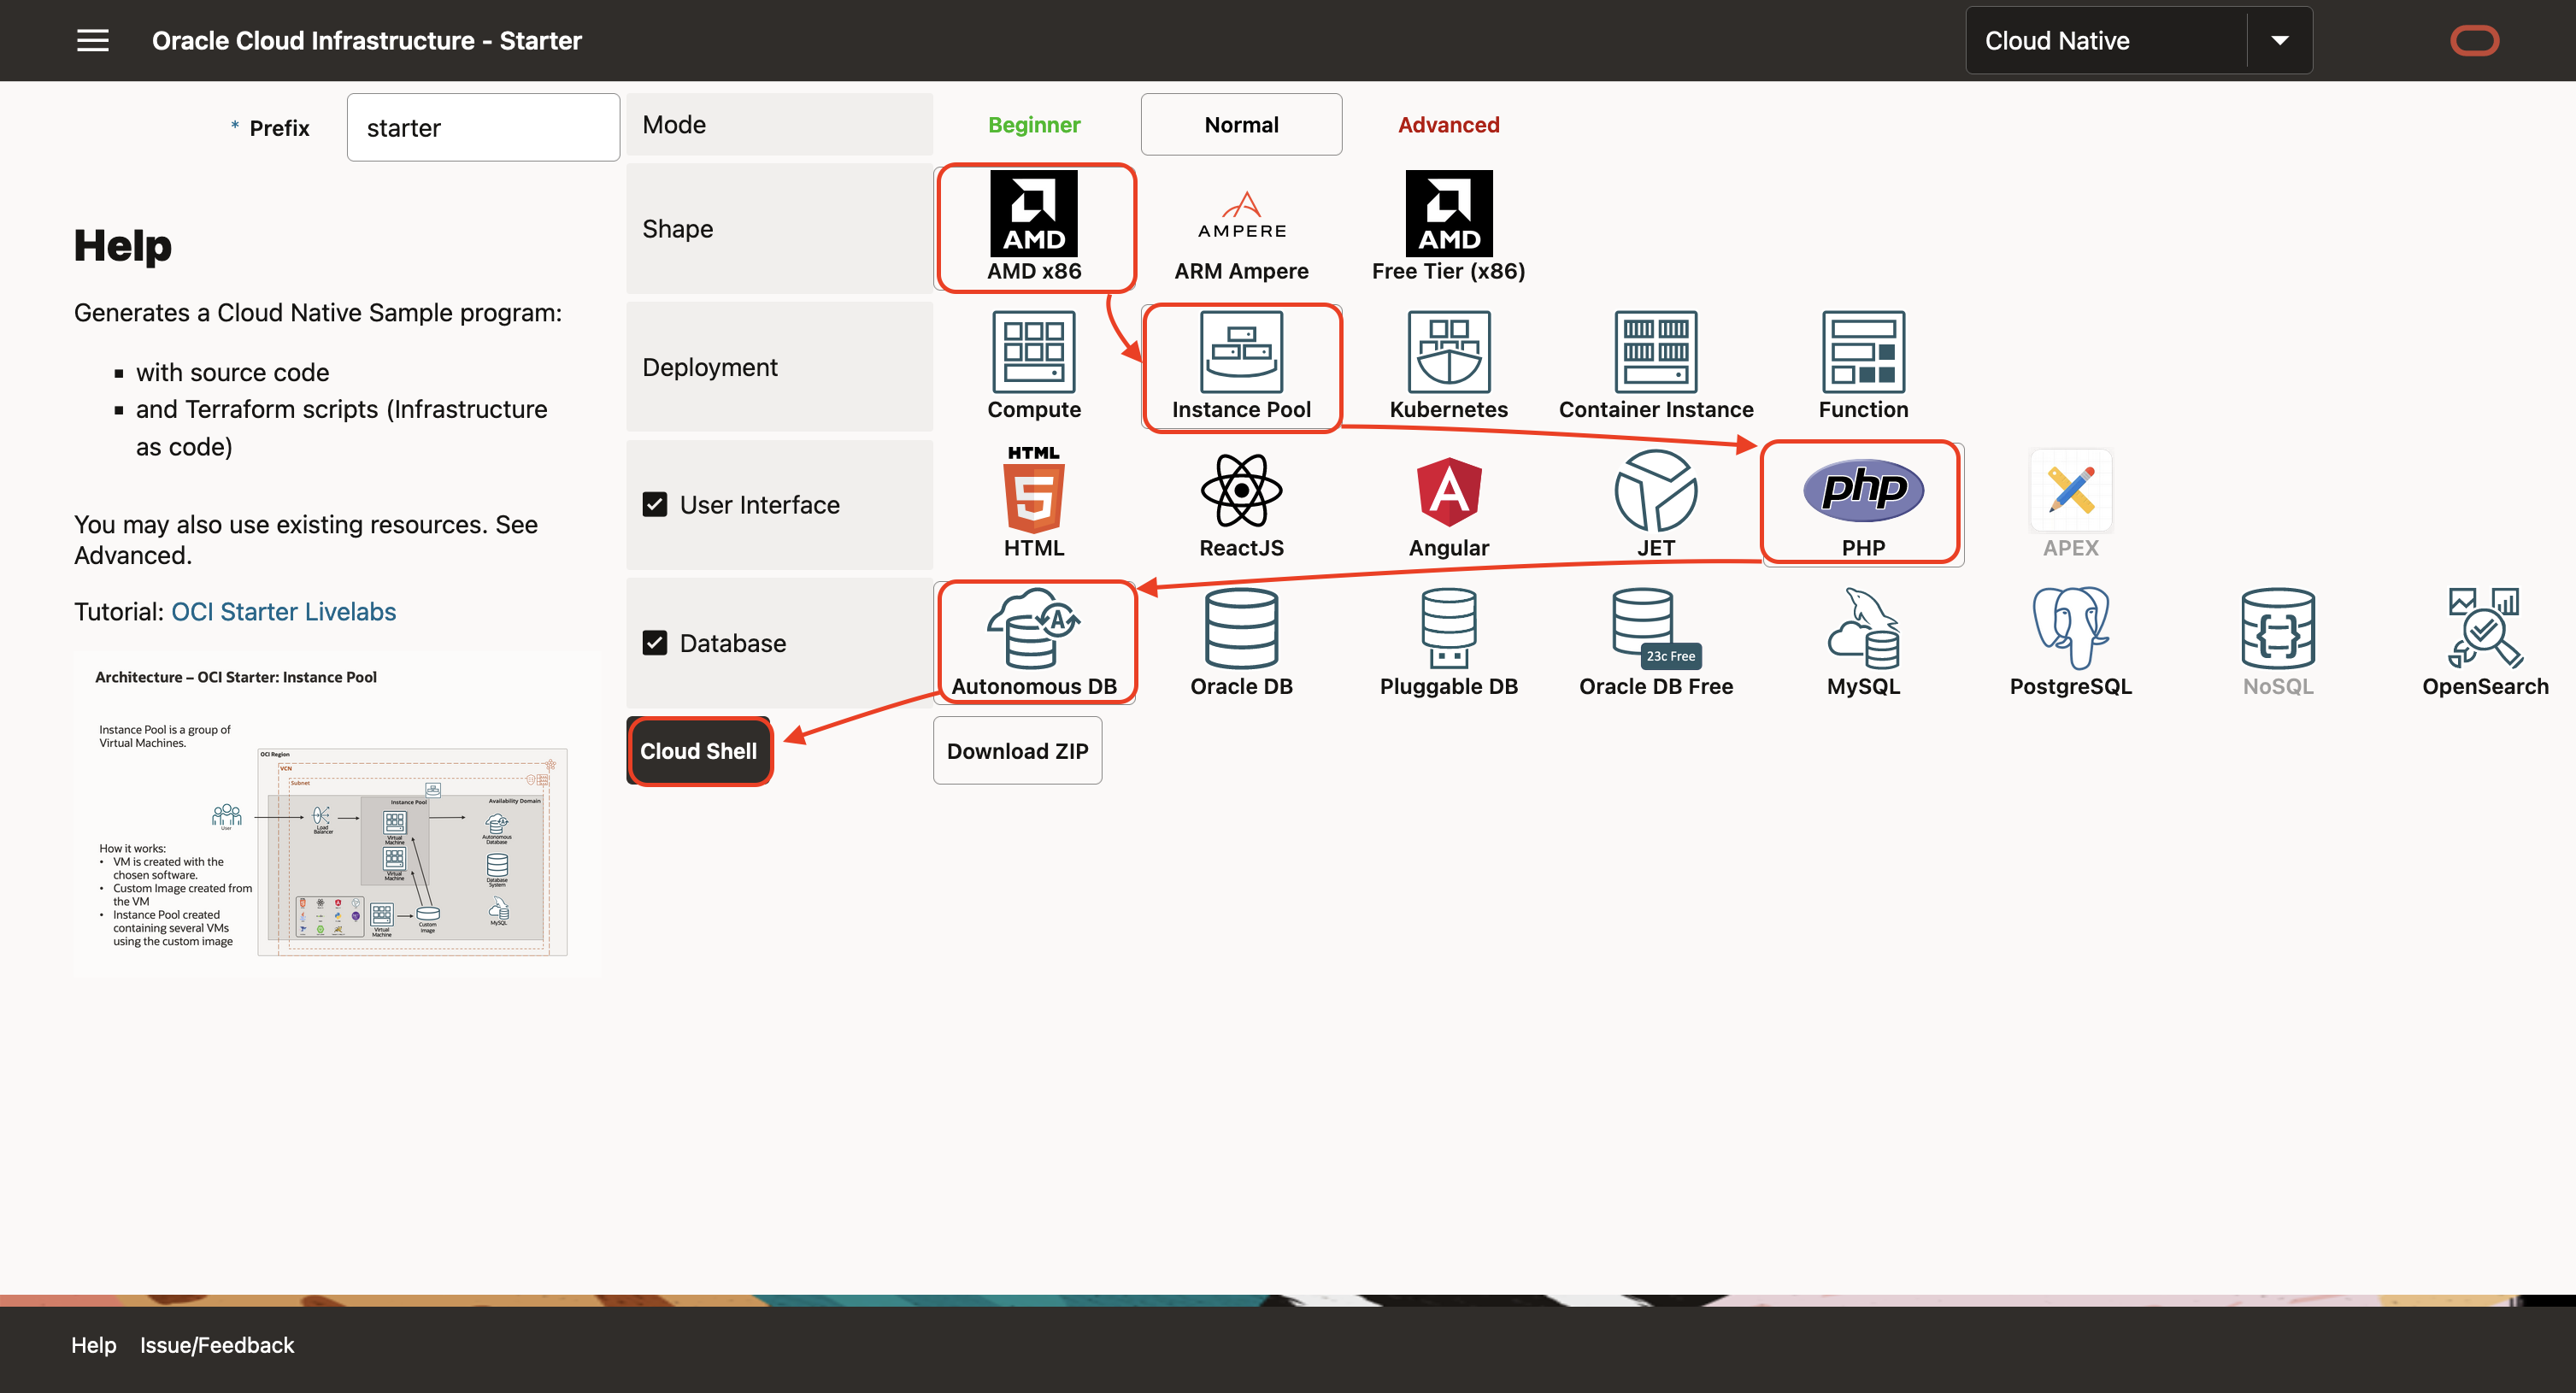 Oracle Cloud Infrastructure - Starter
Cloud Native
* Prefix
starter
Mode
Beginner
Normal
Advanced
Help
Generates a Cloud Native Sample program:
with source code
and Terraform scripts (Infrastructure
as code)
You may also use existing resources. See
Advanced.
Tutorial: OCI Starter Livelabs
Shape
AMD
AMD x86
AMPERE
ARM Ampere
AMD
Free Tier (x86)
Deployment
Compute
Instance Pool
Kubernetes
Container Instance
Function
User Interface
HTML
5
HTML
ReactJS
A
Angular
JET
php
PHP
APEX
Database
A
Autonomous DB
Oracle DB
Pluggable DB
23c Free
Oracle DB Free
MySQL
PostgreSQL
{ }
NoSQL
OpenSearch
Cloud Shell
Download ZIP
Architecture – OCI Starter: Instance Pool
Instance Pool is a group of
Virtual Machines.
OCI Region
VCN
Subnet
Instance Pool
Availability Domain
User
Load
Balancer
Virtual
Machine
Virtual
Machine
Autonomous
Database
Database
System
MySQL
Virtual
Machine
Custom
Image
How it works:
• VM is created with the
chosen software.
• Custom Image created from
the VM
• Instance Pool created
containing several VMs
using the custom image
Help
Issue/Feedback